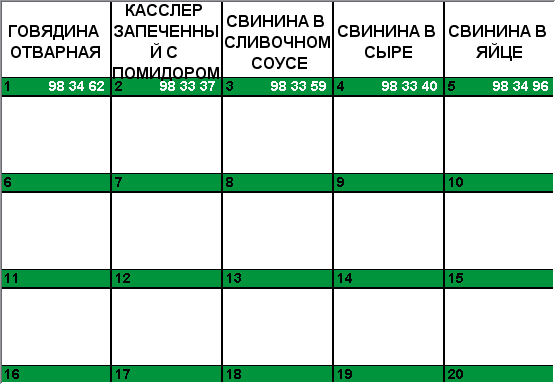 ГОВЯДИНА
ОТВАРНАЯ
КАССЛЕР
ЗАПЕЧЕННЫ
Й С
ПОМИДОРОМ
СВИНИНА В
СЛИВОЧНОМ
СОУСЕ
СВИНИНА В
СЫРЕ
СВИНИНА В
ЯЙЦЕ
1 98 34 62 2 98 33 37 3 98 33 59 4 98 33 40 5 98 34 96
6 7 8 9 10
11 12 13 14 15
16 17 18 19 20